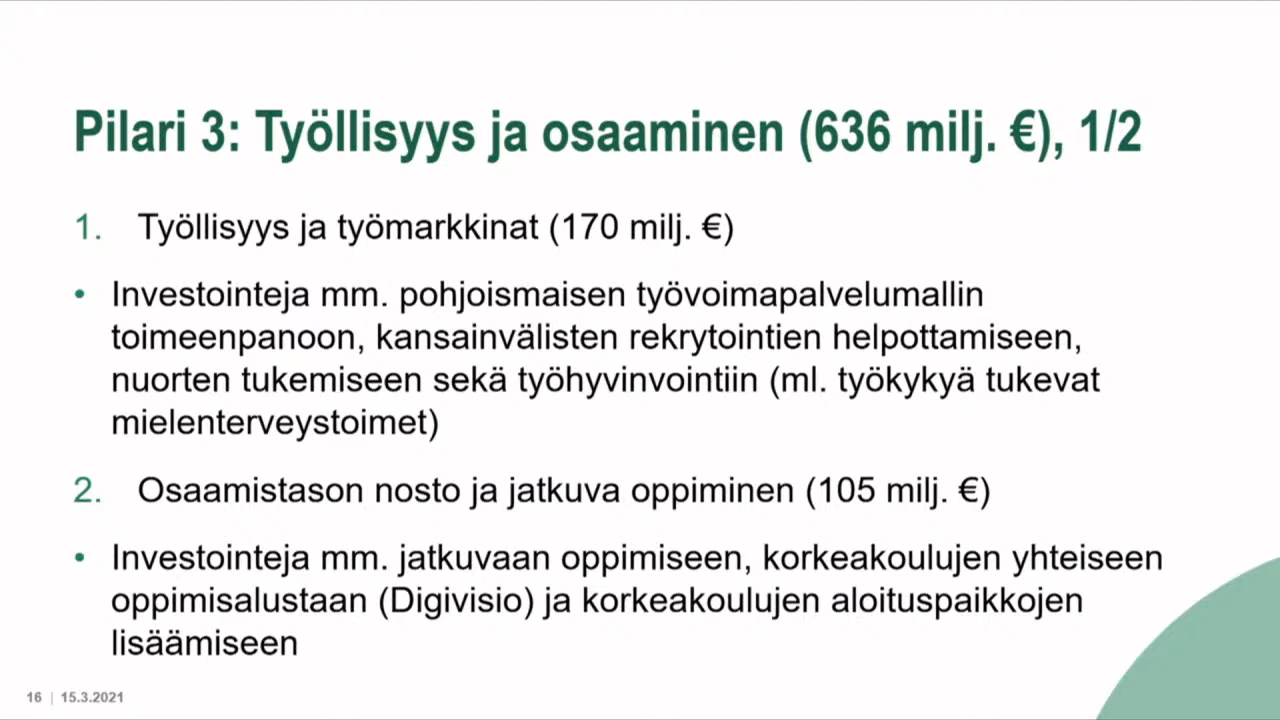 Pilari 3: Työllisyys ja osaaminen (636 milj. €), 1/2
1. Työllisyys ja työmarkkinat (170 milj. €)
• Investointeja mm. pohjoismaisen työvoimapalvelumallin
toimeenpanoon, kansainvälisten rekrytointien helpottamiseen,
nuorten tukemiseen sekä työhyvinvointiin (ml. työkykyä tukevat
mielenterveystoimet)
2. Osaamistason nosto ja jatkuva oppiminen (105 milj. €)
• Investointeja mm. jatkuvaan oppimiseen, korkeakoulujen yhteiseen
oppimisalustaan (Digivisio) ja korkeakoulujen aloituspaikkojen
lisäämiseen
16 | 15.3.2021